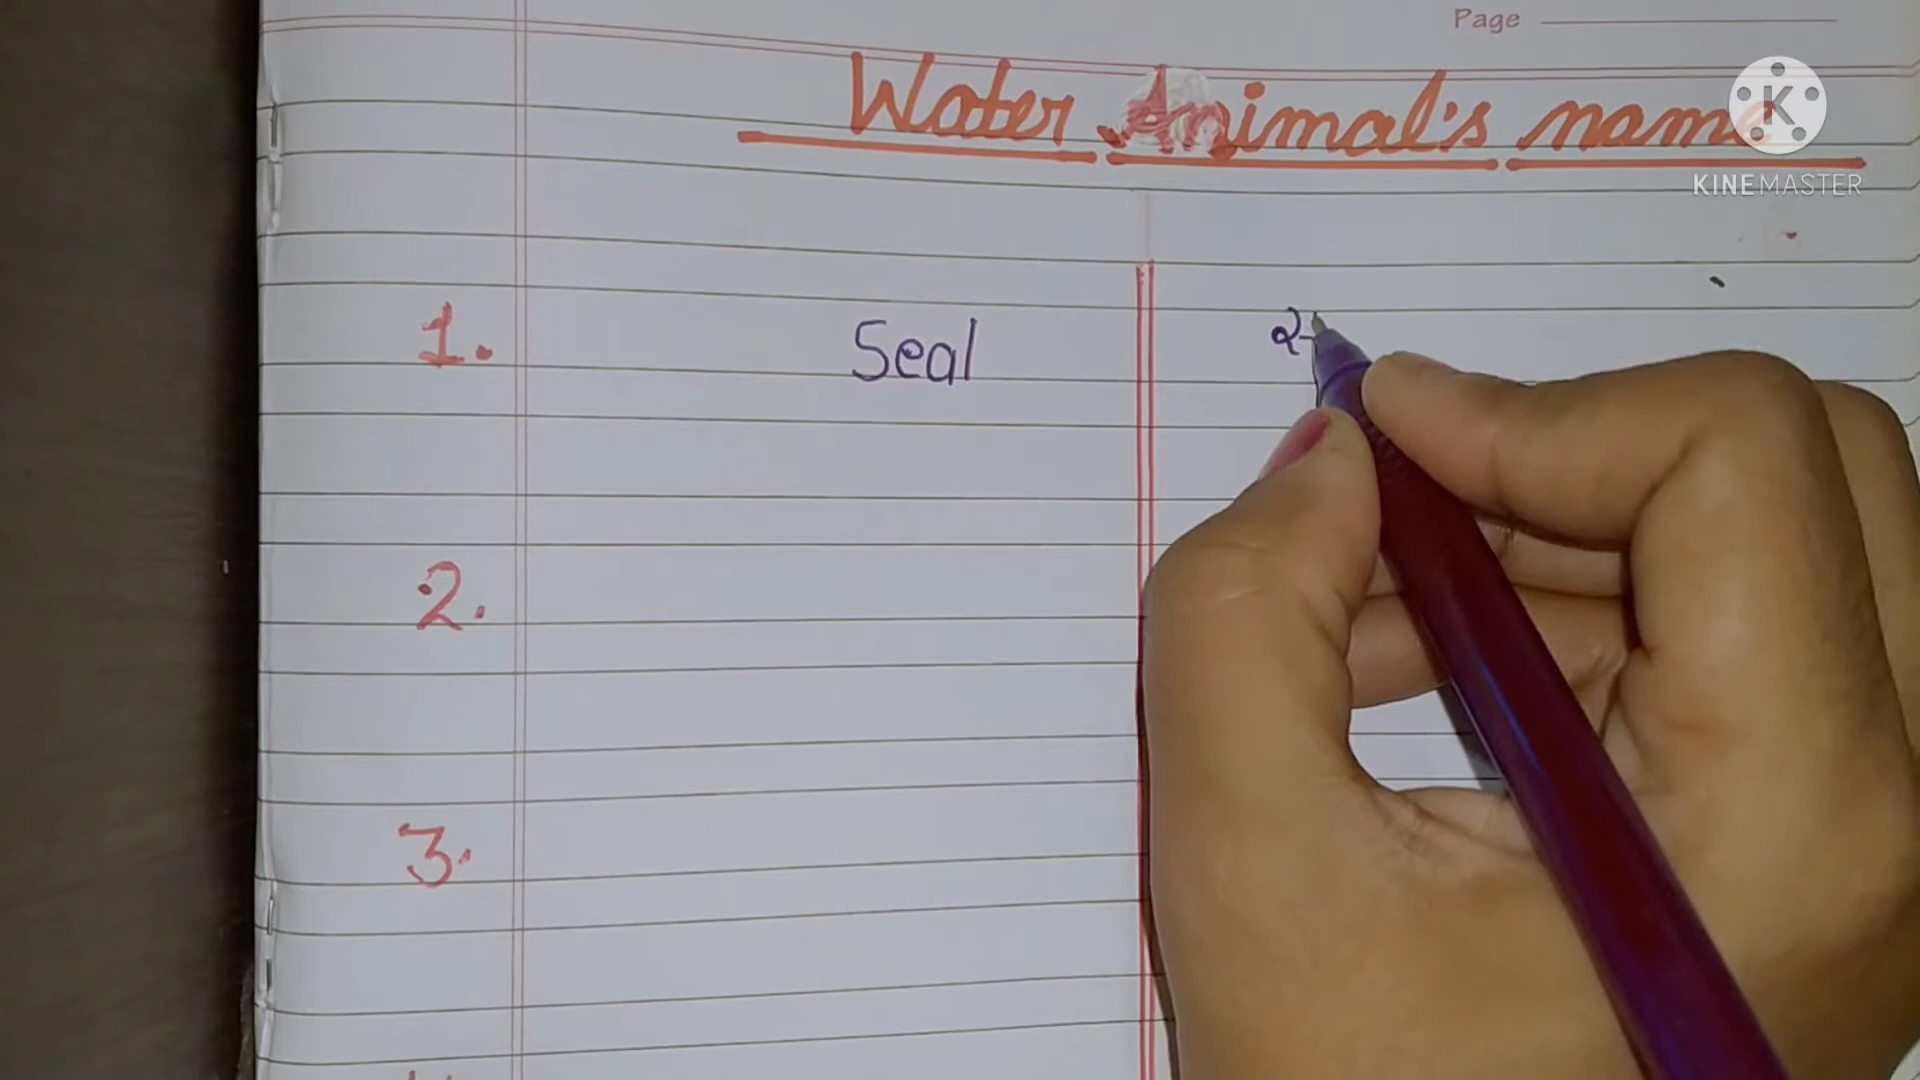 Page
Water Animal's name
KINEMASTER
1. Seal
2.
3.